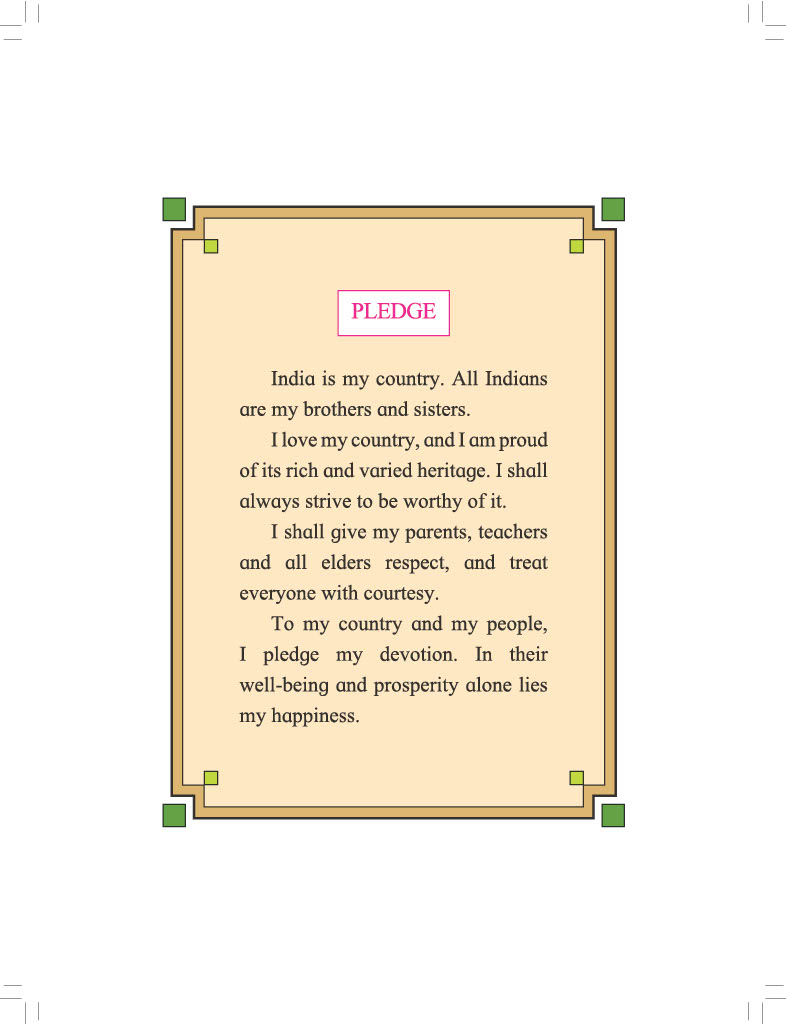 PLEDGE
India is my country. All Indians
are my brothers and sisters.
I love my country, and I am proud
of its rich and varied heritage. I shall
always strive to be worthy of it.
I shall give my parents, teachers
and all elders respect, and treat
everyone with courtesy.
To my country and my people,
I pledge my devotion. In their
well-being and prosperity alone lies
my happiness.